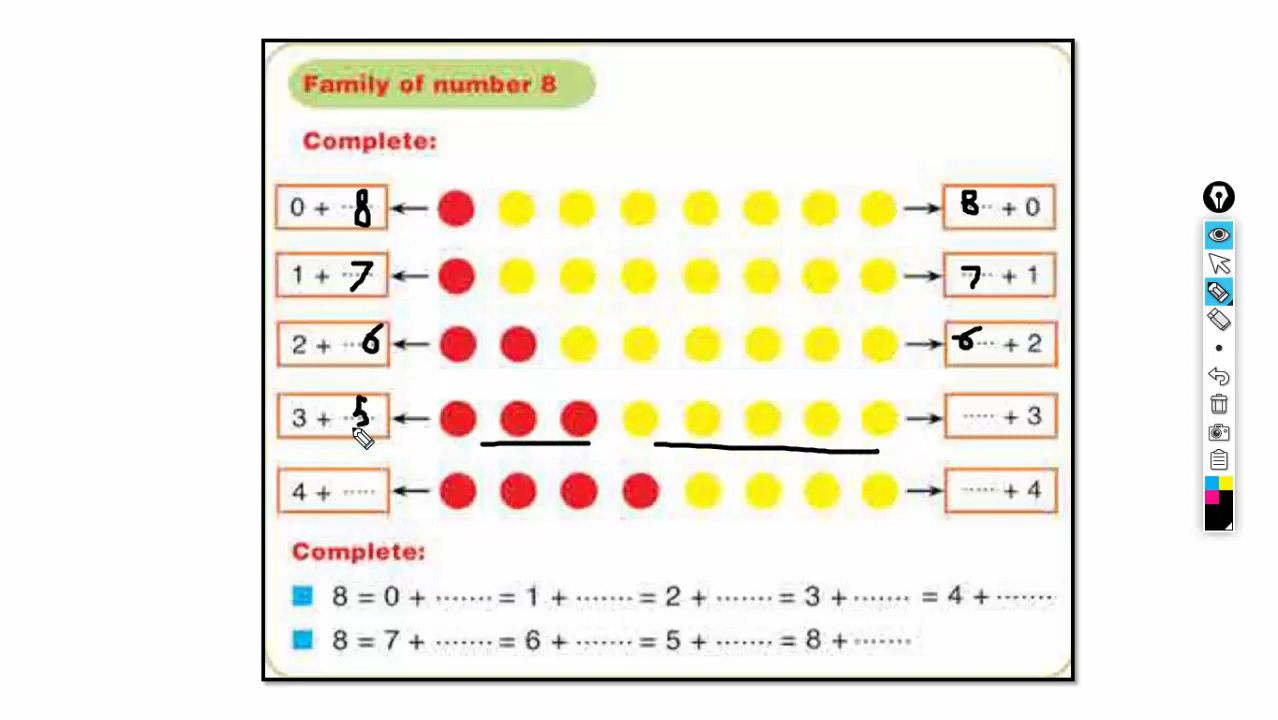 Family of number 8
Complete:
0 + 8 8 + 0
1 + 7 7 + 1
2 + 6 6 + 2
3 + 5 ..... + 3
4 + ..... ..... + 4
Complete:
8 = 0 + ....... = 1 + ....... = 2 + ....... = 3 + ....... = 4 + .......
8 = 7 + ....... = 6 + ....... = 5 + ....... = 8 + .......